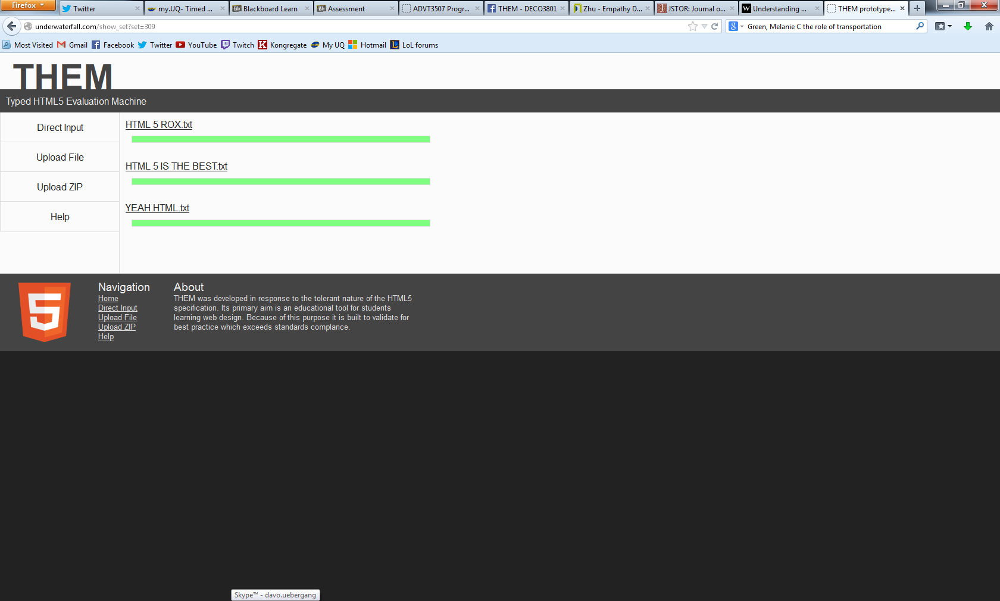 Firefox
Twitter
my.UQ- Timed ...
Blackboard Learn
Assessment
ADVT3507 Progr...
THEM - DECO3801
Zhu - Empathy D...
JSTOR: Journal o...
Understanding ...
THEM prototype...
underwaterfall.com/show_set?set=309
Green, Melanie C the role of transportation
Most Visited
Gmail
Facebook
Twitter
YouTube
Twitch
Kongregate
My UQ
Hotmail
LoL forums
THEM
Typed HTML5 Evaluation Machine
Direct Input
Upload File
Upload ZIP
Help
HTML 5 ROX.txt
HTML 5 IS THE BEST.txt
YEAH HTML.txt
5
Navigation
Home
Direct Input
Upload File
Upload ZIP
Help
About
THEM was developed in response to the tolerant nature of the HTML5
specification. Its primary aim is an educational tool for students
learning web design. Because of this purpose it is built to validate for
best practice which exceeds standards complance.
Skype™ - davo.uebergang